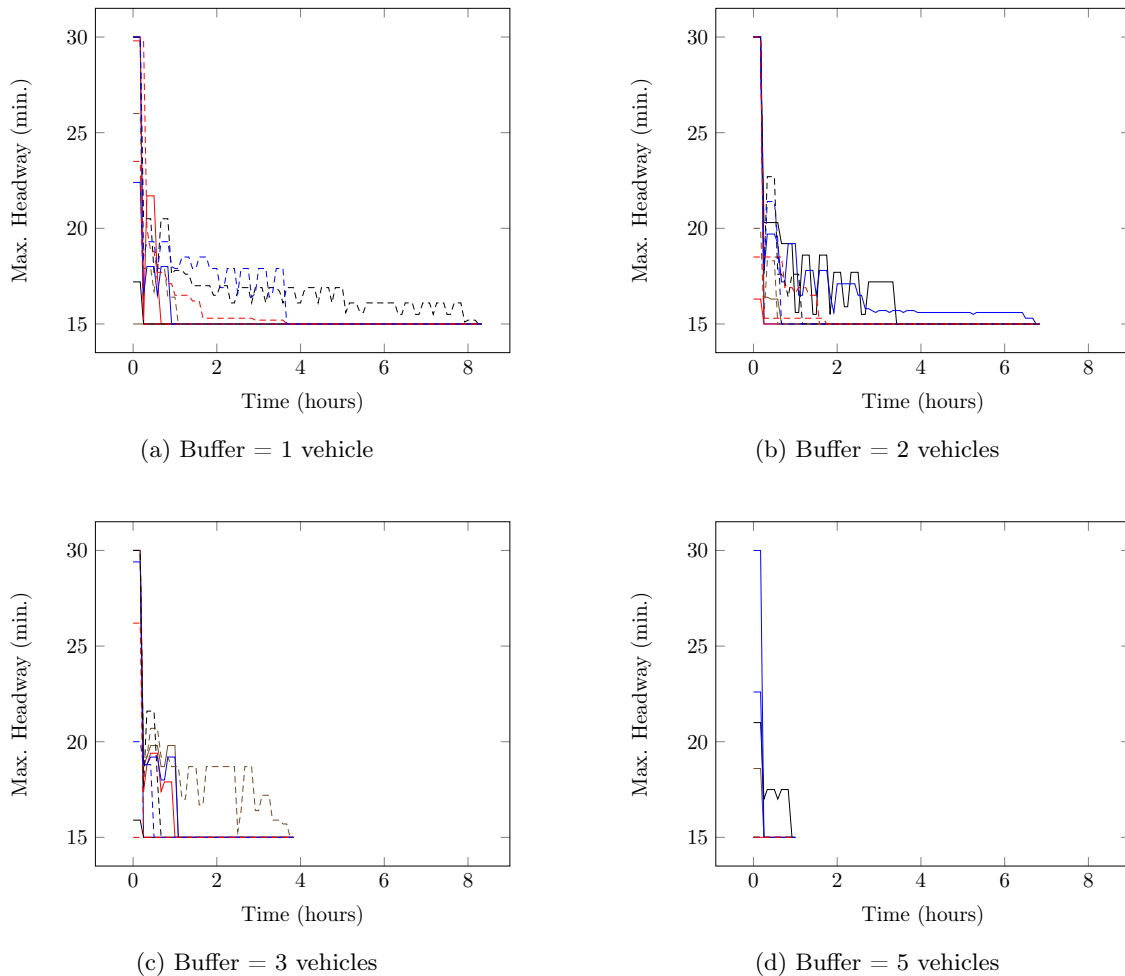 30
25
20
15
Max. Headway (min.)
0 2 4 6 8
Time (hours)
(a) Buffer = 1 vehicle
30
25
20
15
Max. Headway (min.)
0 2 4 6 8
Time (hours)
(b) Buffer = 2 vehicles
30
25
20
15
Max. Headway (min.)
0 2 4 6 8
Time (hours)
(c) Buffer = 3 vehicles
30
25
20
15
Max. Headway (min.)
0 2 4 6 8
Time (hours)
(d) Buffer = 5 vehicles